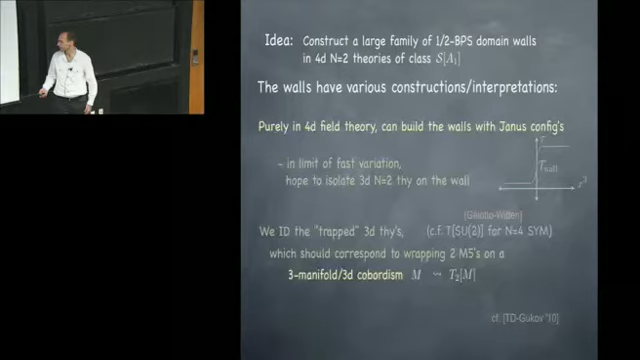 Idea: Construct a large family of 1/2-BPS domain walls
in 4d N=2 theories of class S[A₁]
The walls have various constructions/interpretations:
Purely in 4d field theory, can build the walls with Janus config's
- in limit of fast variation,
hope to isolate 3d N=2 thy on the wall
τ
T_wall
x³
[Gaiotto-Witten]
We ID the "trapped" 3d thy's, (c.f. T[SU(2)] for N=4 SYM)
which should correspond to wrapping 2 M5's on a
3-manifold/3d cobordism M ⇝ T₂[M]
cf: [TD-Gukov '10]